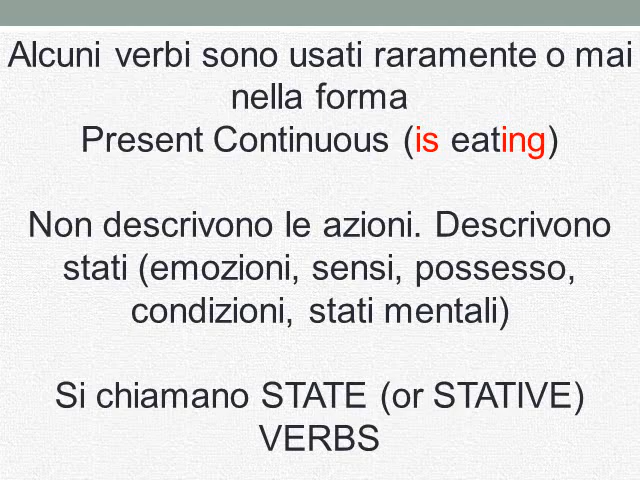 Alcuni verbi sono usati raramente o mai
nella forma
Present Continuous (is eating)
Non descrivono le azioni. Descrivono
stati (emozioni, sensi, possesso,
condizioni, stati mentali)
Si chiamano STATE (or STATIVE)
VERBS